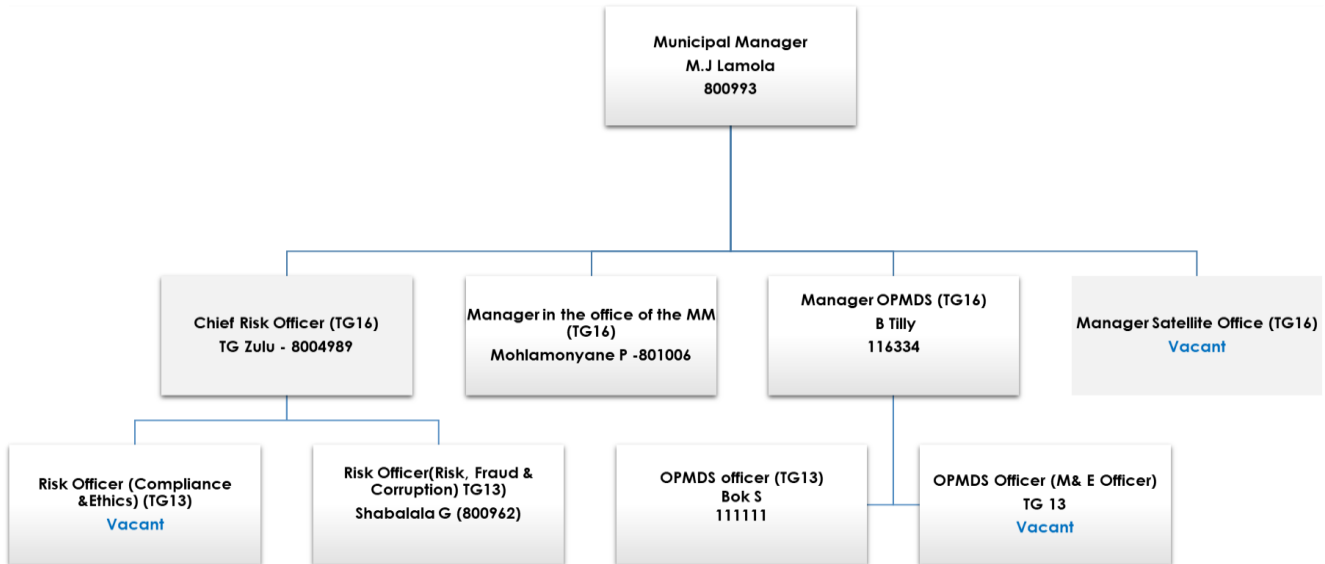 Municipal Manager
M.J Lamola
800993
Chief Risk Officer (TG16)
TG Zulu - 8004989
Manager in the office of the MM
(TG16)
Mohlamonyane P -801006
Manager OPMDS (TG16)
B Tilly
116334
Manager Satellite Office (TG16)
Vacant
Risk Officer (Compliance
&Ethics) (TG13)
Vacant
Risk Officer(Risk, Fraud &
Corruption) TG13)
Shabalala G (800962)
OPMDS officer (TG13)
Bok S
111111
OPMDS Officer (M& E Officer)
TG 13
Vacant